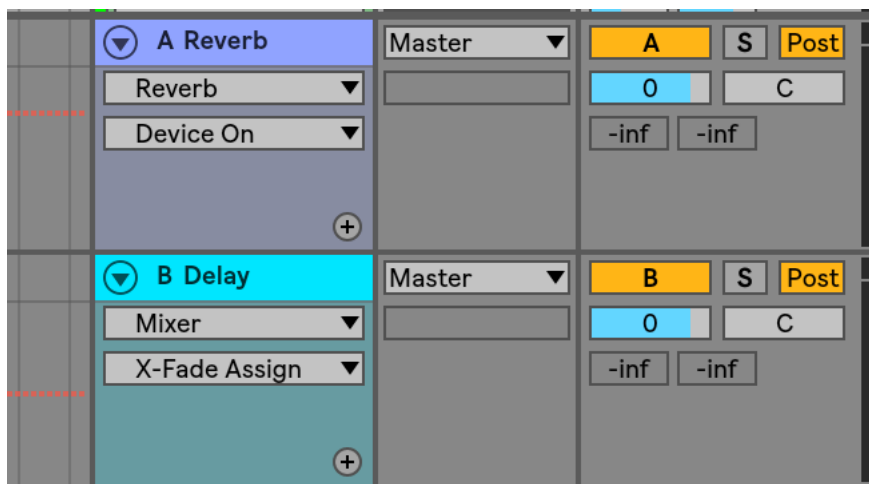 A Reverb Master A S Post
Reverb 0 C
Device On -inf -inf
B Delay Master B S Post
Mixer 0 C
X-Fade Assign -inf -inf